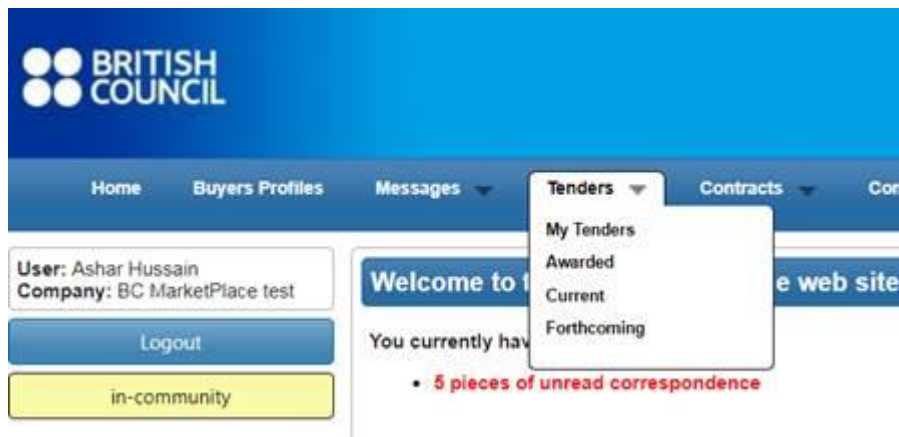 BRITISH
COUNCIL
Home Buyers Profiles Messages Tenders Contracts
My Tenders
Awarded
Current
Forthcoming
User: Ashar Hussain
Company: BC MarketPlace test
Logout
in-community
Welcome to e web site
You currently hav
• 5 pieces of unread correspondence